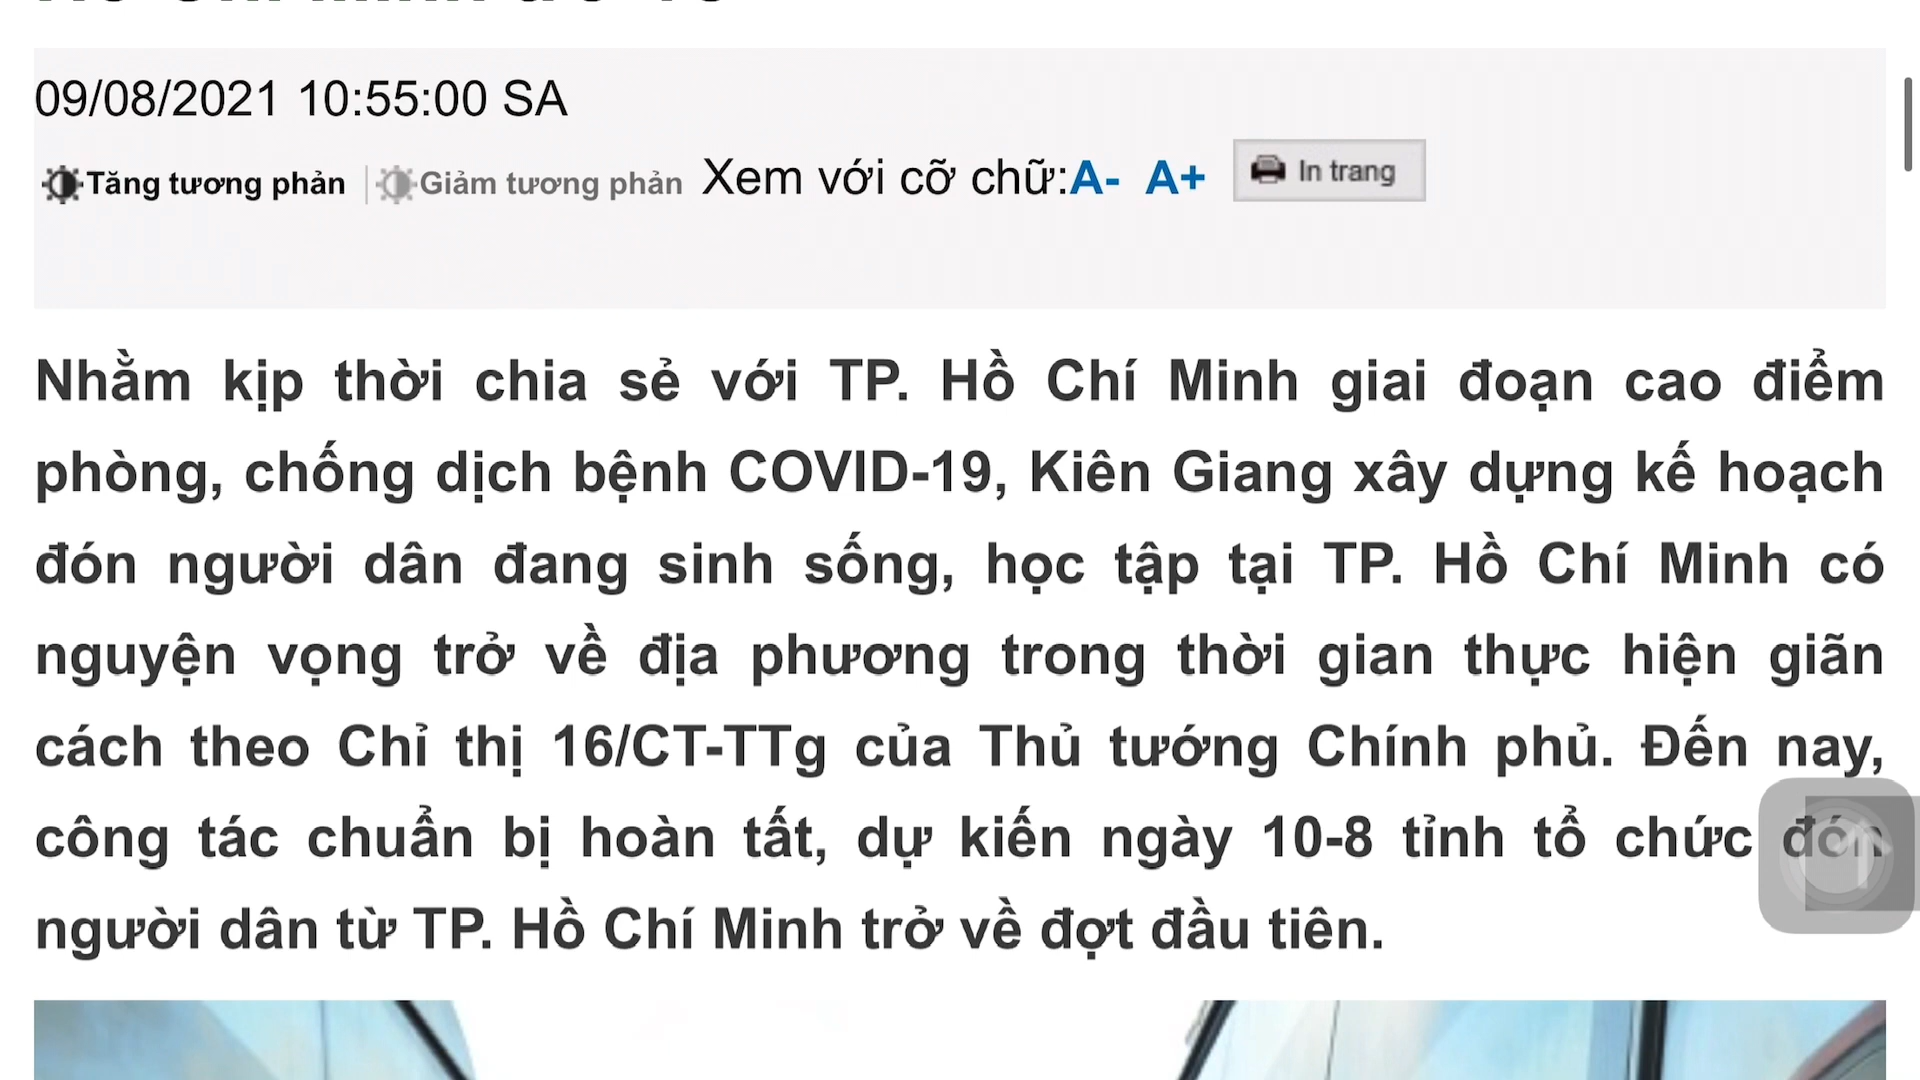 09/08/2021 10:55:00 SA
Tăng tương phản | Giảm tương phản Xem với cỡ chữ:A- A+ In trang
Nhằm kịp thời chia sẻ với TP. Hồ Chí Minh giai đoạn cao điểm
phòng, chống dịch bệnh COVID-19, Kiên Giang xây dựng kế hoạch
đón người dân đang sinh sống, học tập tại TP. Hồ Chí Minh có
nguyện vọng trở về địa phương trong thời gian thực hiện giãn
cách theo Chỉ thị 16/CT-TTg của Thủ tướng Chính phủ. Đến nay,
công tác chuẩn bị hoàn tất, dự kiến ngày 10-8 tỉnh tổ chức đón
người dân từ TP. Hồ Chí Minh trở về đợt đầu tiên.